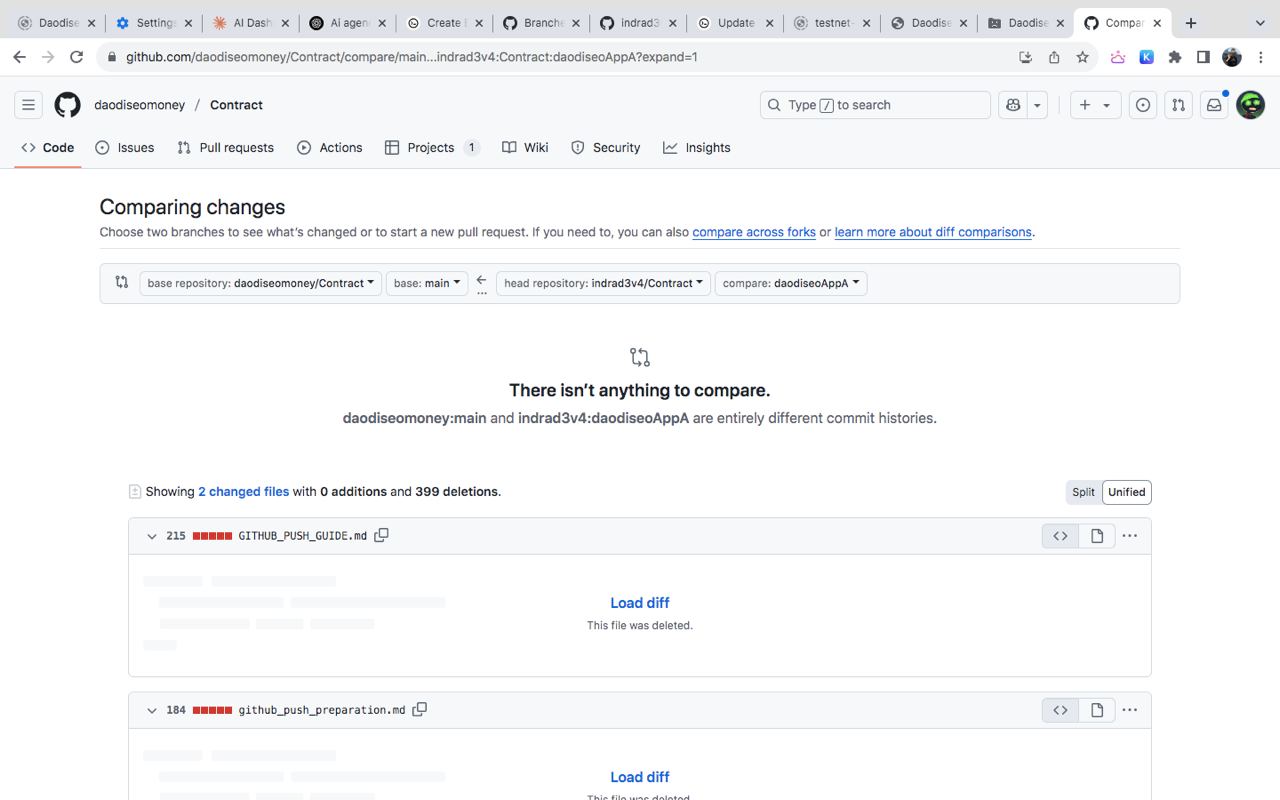 Daodise
Settings
AI Dash
Ai agen
Create
Branche
indrad3
Update
testnet-
Daodise
Daodise
Compar
github.com/daodiseomoney/Contract/compare/main...indrad3v4:Contract:daodiseoAppA?expand=1
daodiseomoney / Contract
Type / to search
Code
Issues
Pull requests
Actions
Projects 1
Wiki
Security
Insights
Comparing changes
Choose two branches to see what's changed or to start a new pull request. If you need to, you can also compare across forks or learn more about diff comparisons.
base repository: daodiseomoney/Contract
base: main
...
head repository: indrad3v4/Contract
compare: daodiseoAppA
There isn't anything to compare.
daodiseomoney:main and indrad3v4:daodiseoAppA are entirely different commit histories.
Showing 2 changed files with 0 additions and 399 deletions.
Split
Unified
215 GITHUB_PUSH_GUIDE.md
Load diff
This file was deleted.
184 github_push_preparation.md
Load diff
This file was deleted.